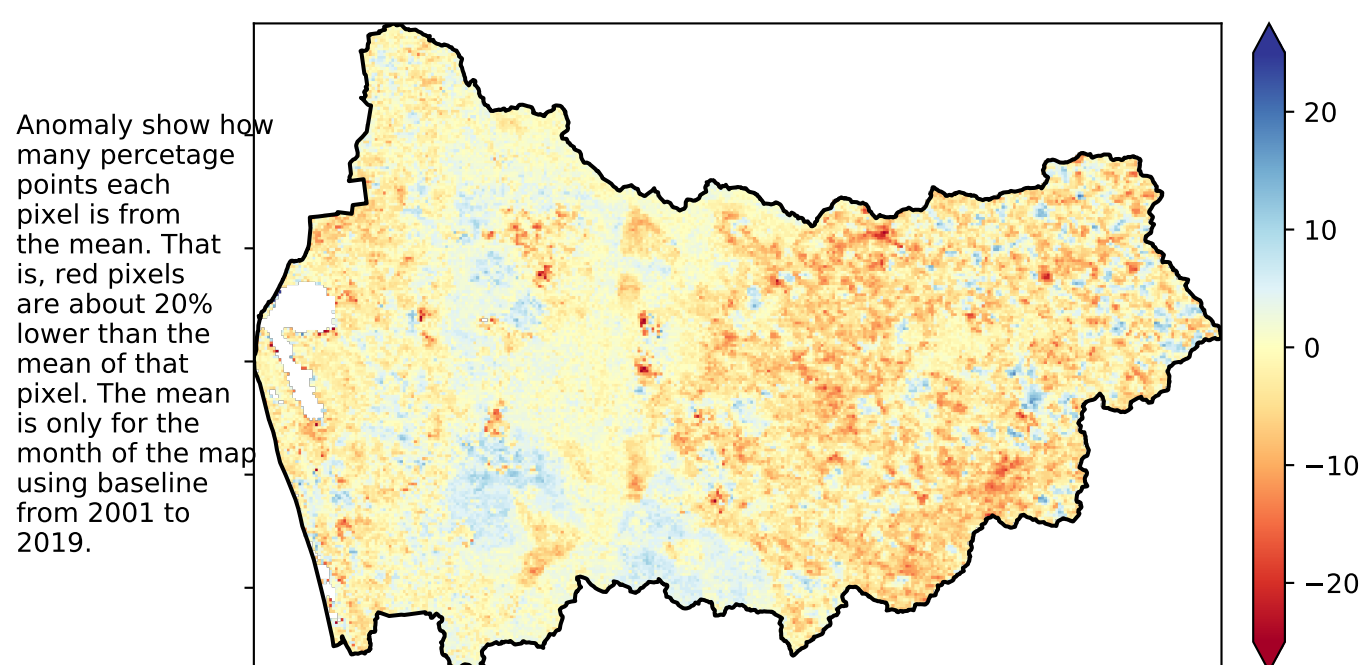 Anomaly show how
many percetage
points each
pixel is from
the mean. That
is, red pixels
are about 20%
lower than the
mean of that
pixel. The mean
is only for the
month of the map
using baseline
from 2001 to
2019.
20
10
0
−10
−20